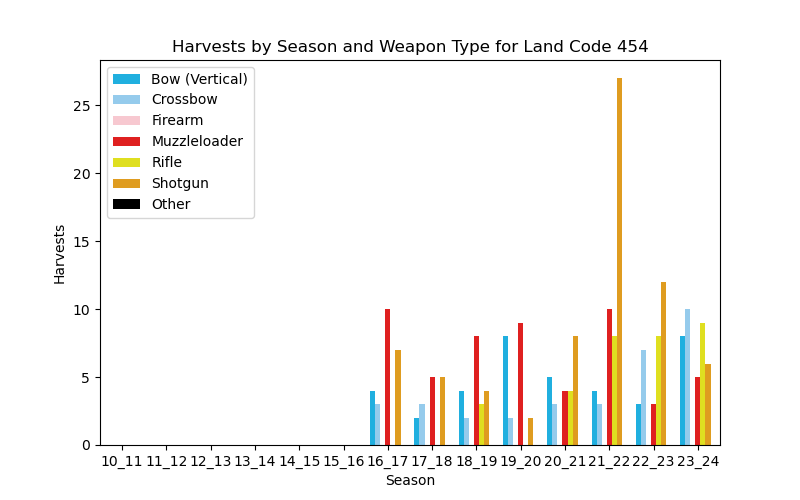 Harvests by Season and Weapon Type for Land Code 454
Bow (Vertical)
Crossbow
Firearm
Muzzleloader
Rifle
Shotgun
Other
25
20
15
10
5
0
Harvests
10_11 11_12 12_13 13_14 14_15 15_16 16_17 17_18 18_19 19_20 20_21 21_22 22_23 23_24
Season